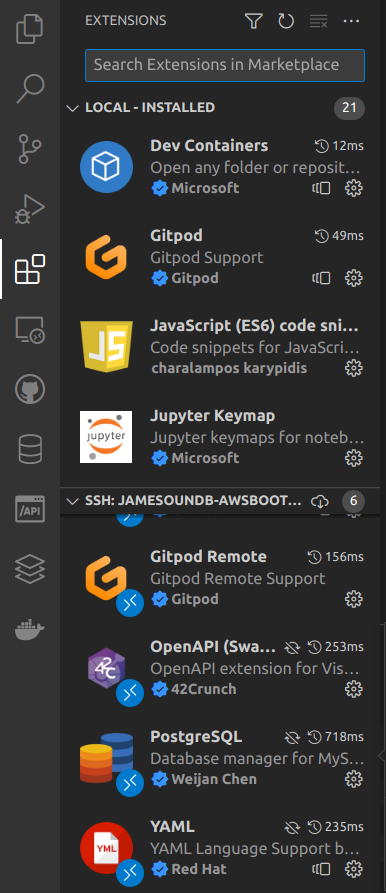 EXTENSIONS
Search Extensions in Marketplace
LOCAL - INSTALLED 21
Dev Containers 12ms
Open any folder or reposit...
Microsoft
Gitpod 49ms
Gitpod Support
Gitpod
JS
JavaScript (ES6) code sni...
Code snippets for JavaScri...
charalampos karypidis
jupyter
Jupyter Keymap
Jupyter keymaps for noteb...
Microsoft
SSH: JAMESOUNDB-AWSBOOT... 6
Gitpod Remote 156ms
Gitpod Remote Support
Gitpod
42C
OpenAPI (Swa... 253ms
OpenAPI extension for Vis...
42Crunch
PostgreSQL 718ms
Database manager for MyS...
Weijan Chen
YML
YAML 235ms
YAML Language Support b...
Red Hat
/API